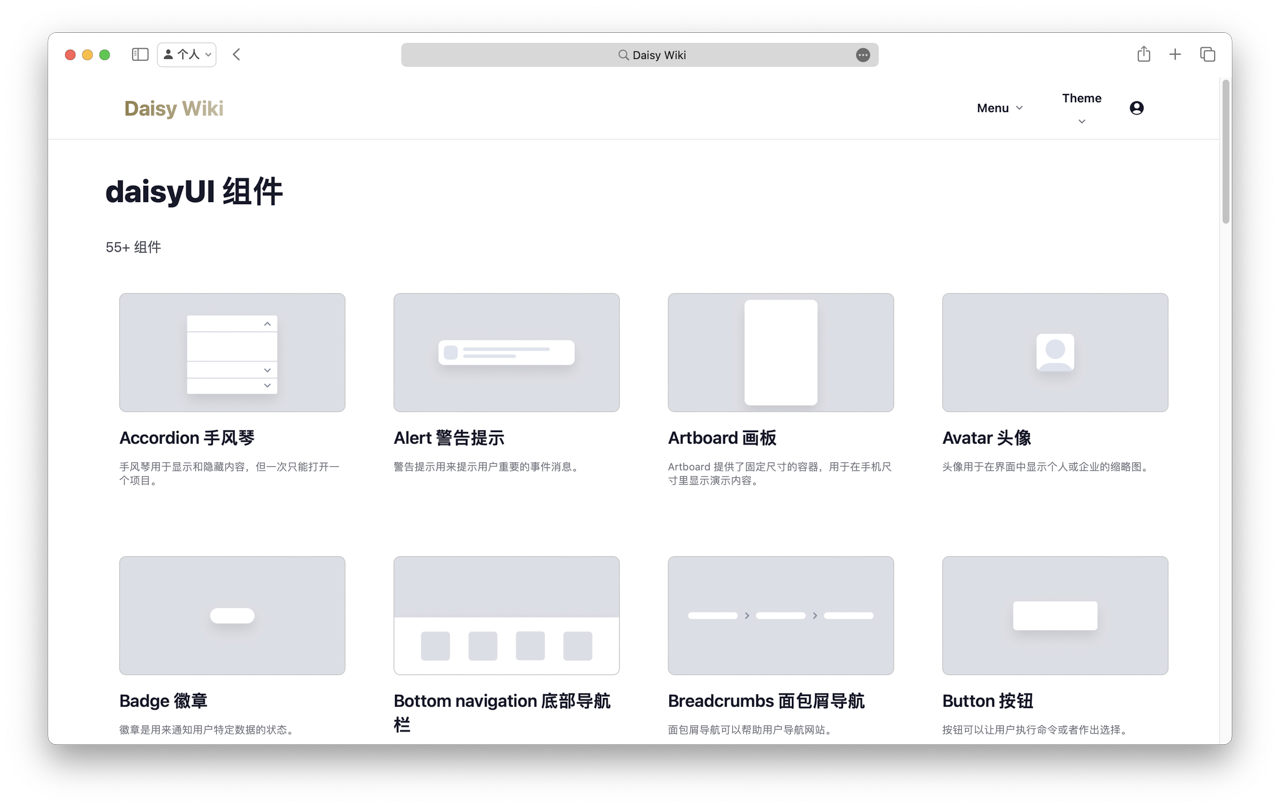 个人
Daisy Wiki
Daisy Wiki
Menu
Theme
daisyUI 组件
55+ 组件
Accordion 手风琴
手风琴用于显示和隐藏内容，但一次只能打开一
个项目。
Alert 警告提示
警告提示用来提示用户重要的事件消息。
Artboard 画板
Artboard 提供了固定尺寸的容器，用于在手机尺
寸里显示演示内容。
Avatar 头像
头像用于在界面中显示个人或企业的缩略图。
Badge 徽章
徽章是用来通知用户特定数据的状态。
Bottom navigation 底部导航
栏
Breadcrumbs 面包屑导航
面包屑导航可以帮助用户导航网站。
Button 按钮
按钮可以让用户执行命令或者作出选择。